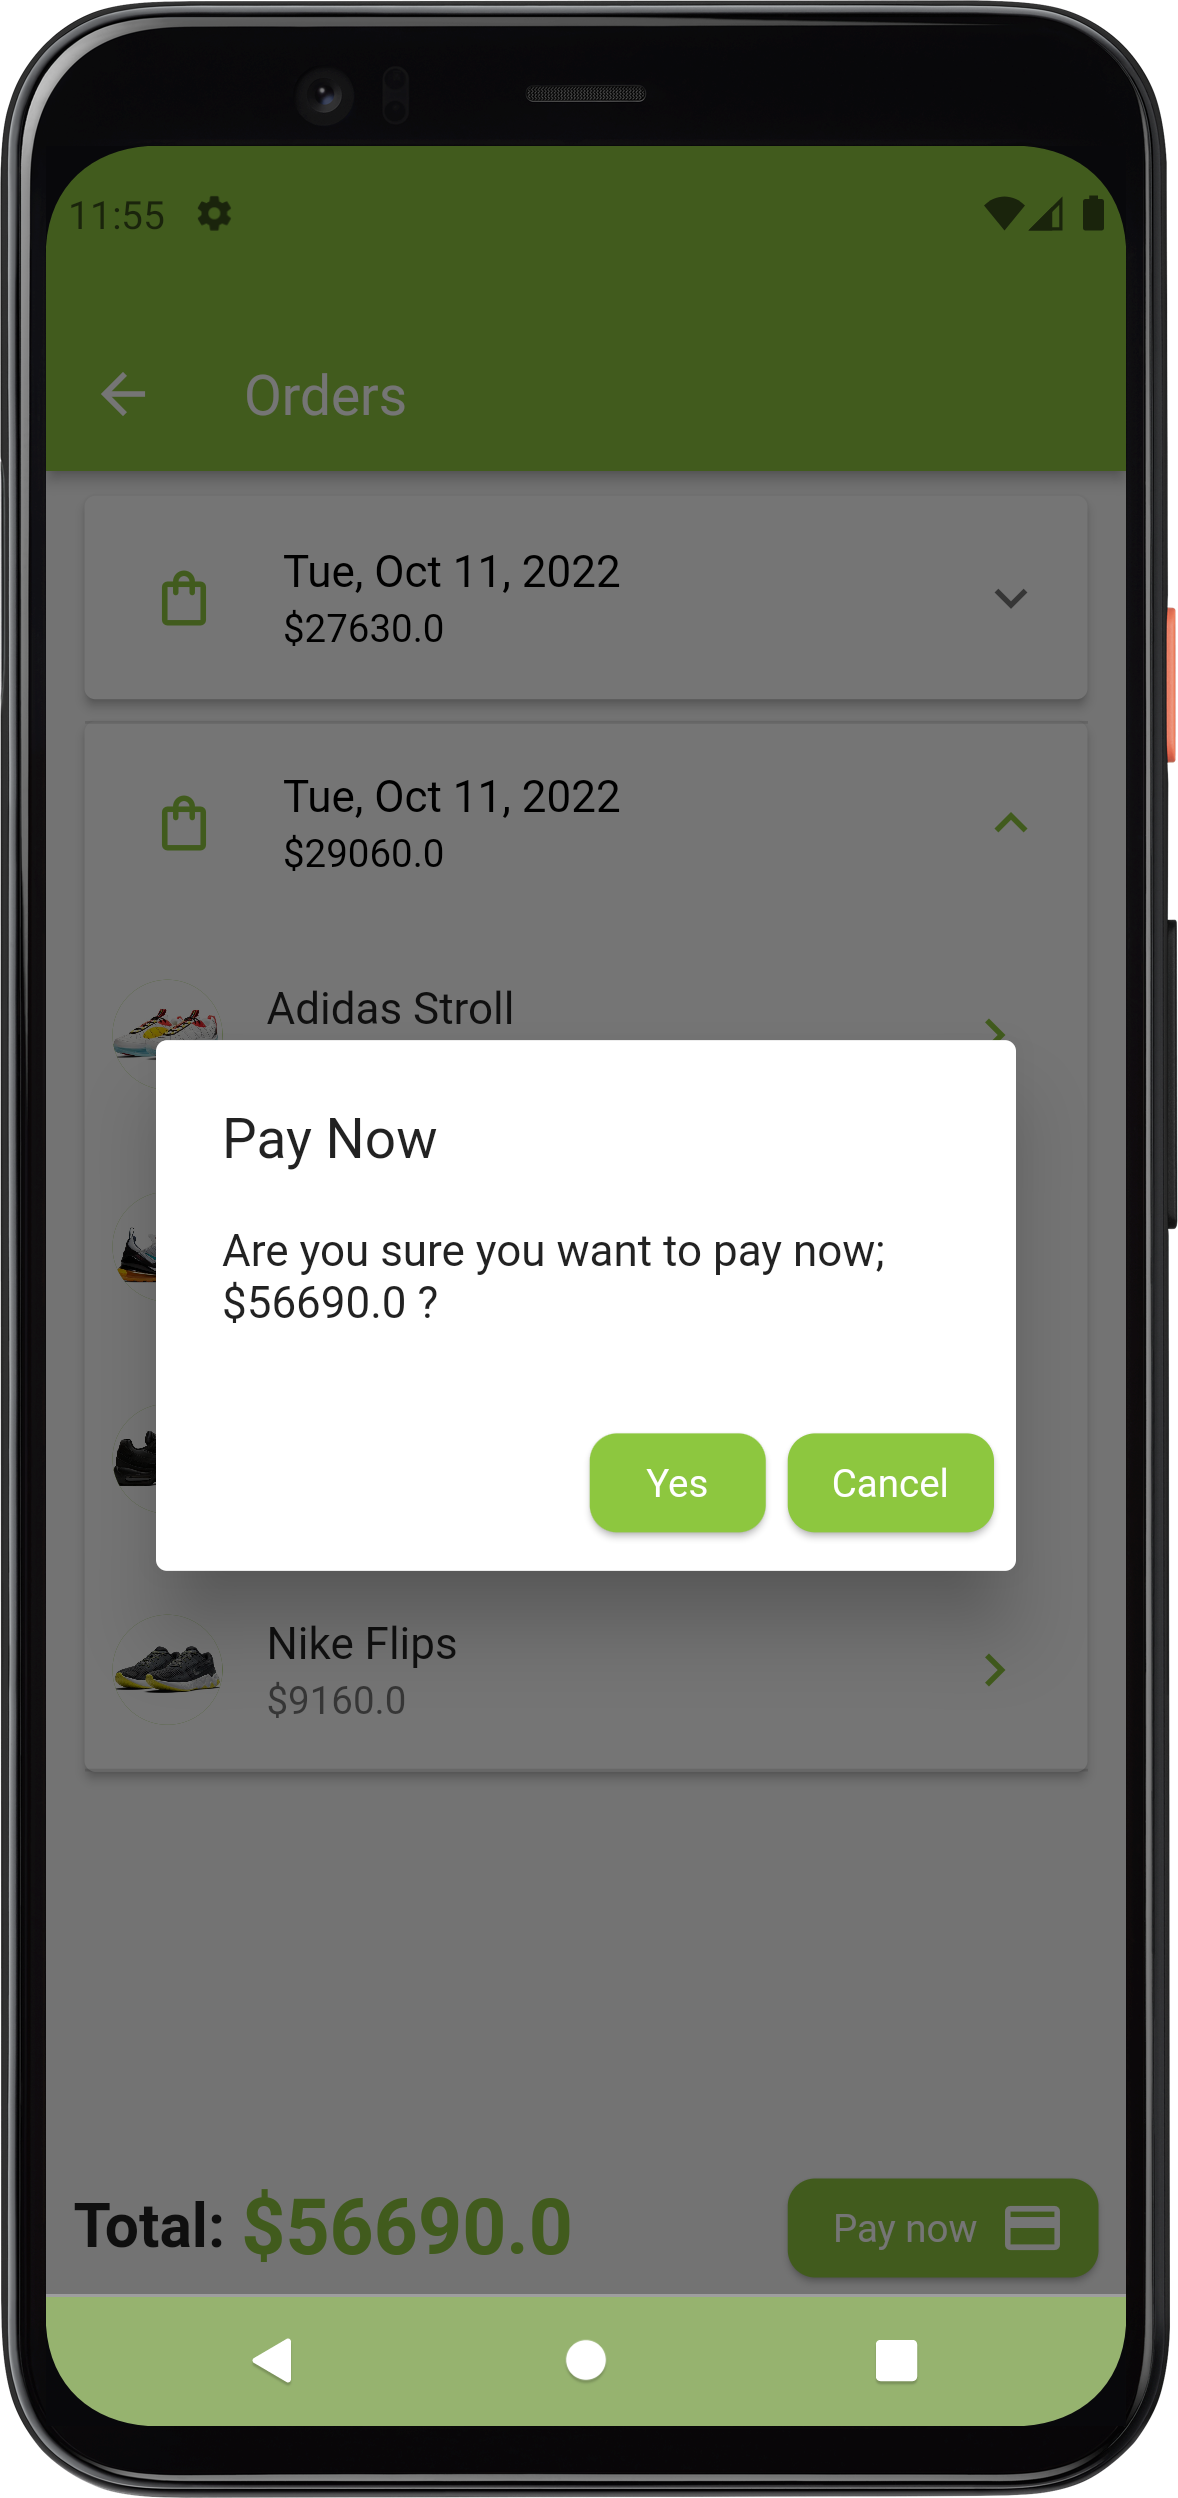 11:55
Orders
Tue, Oct 11, 2022
$27630.0
Tue, Oct 11, 2022
$29060.0
Adidas Stroll
Pay Now
Are you sure you want to pay now;
$56690.0 ?
Yes
Cancel
Nike Flips
$9160.0
Total: $56690.0
Pay now